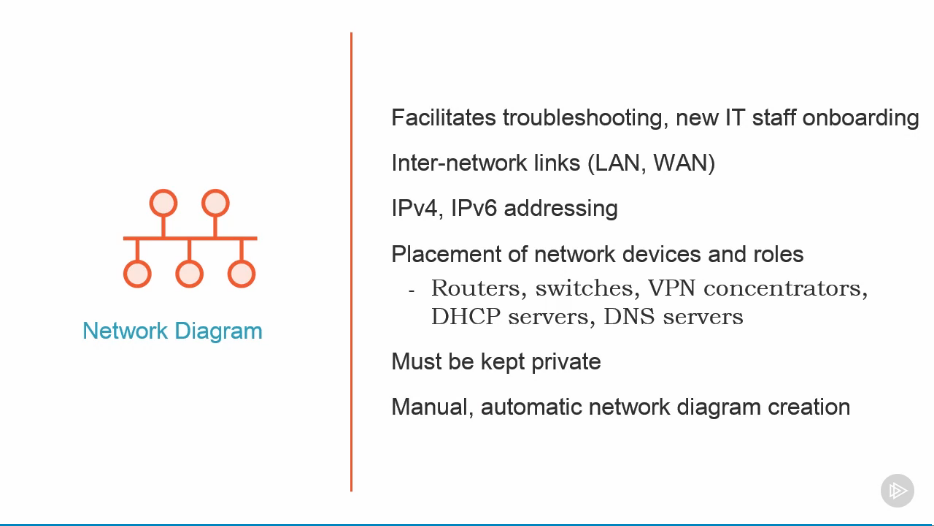 Network Diagram
Facilitates troubleshooting, new IT staff onboarding
Inter-network links (LAN, WAN)
IPv4, IPv6 addressing
Placement of network devices and roles
- Routers, switches, VPN concentrators,
DHCP servers, DNS servers
Must be kept private
Manual, automatic network diagram creation